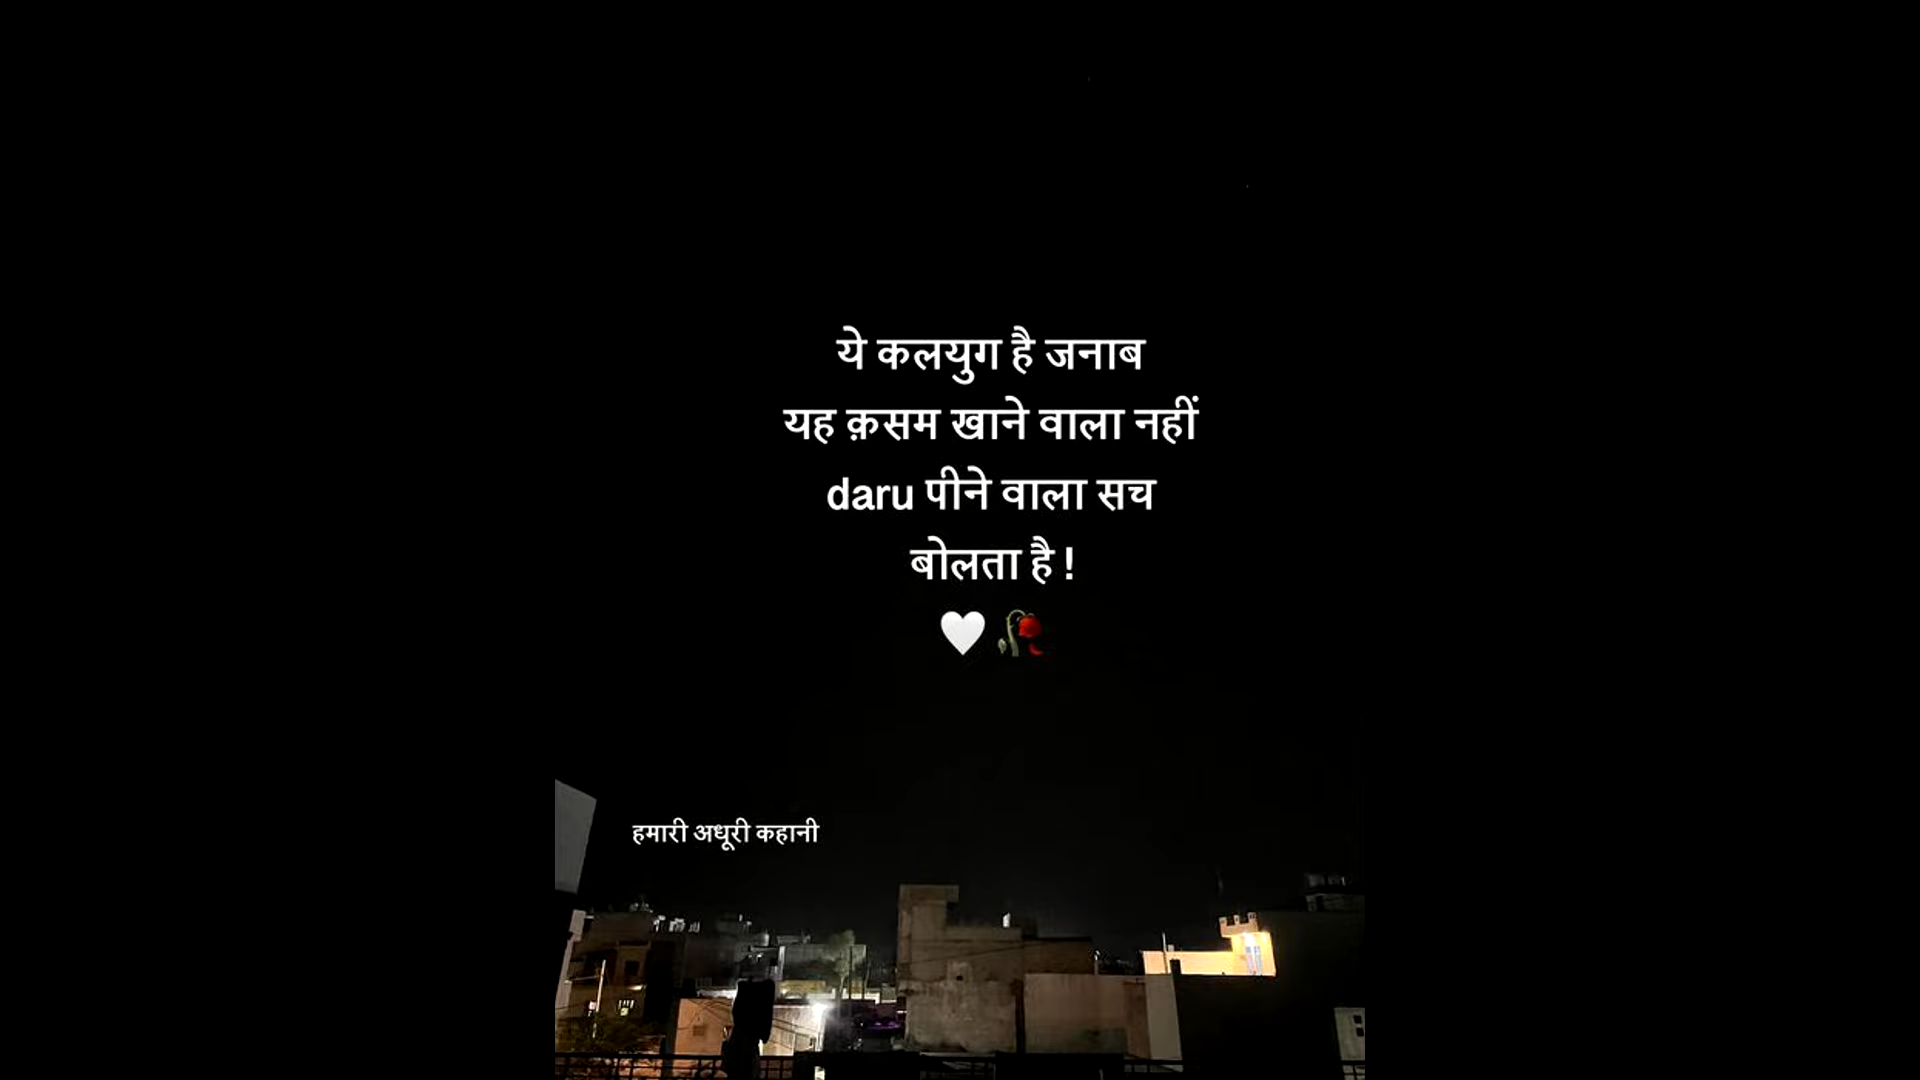 ये कलयुग है जनाब
यह क़सम खाने वाला नहीं
daru पीने वाला सच
बोलता है !
🤍🥀
हमारी अधूरी कहानी